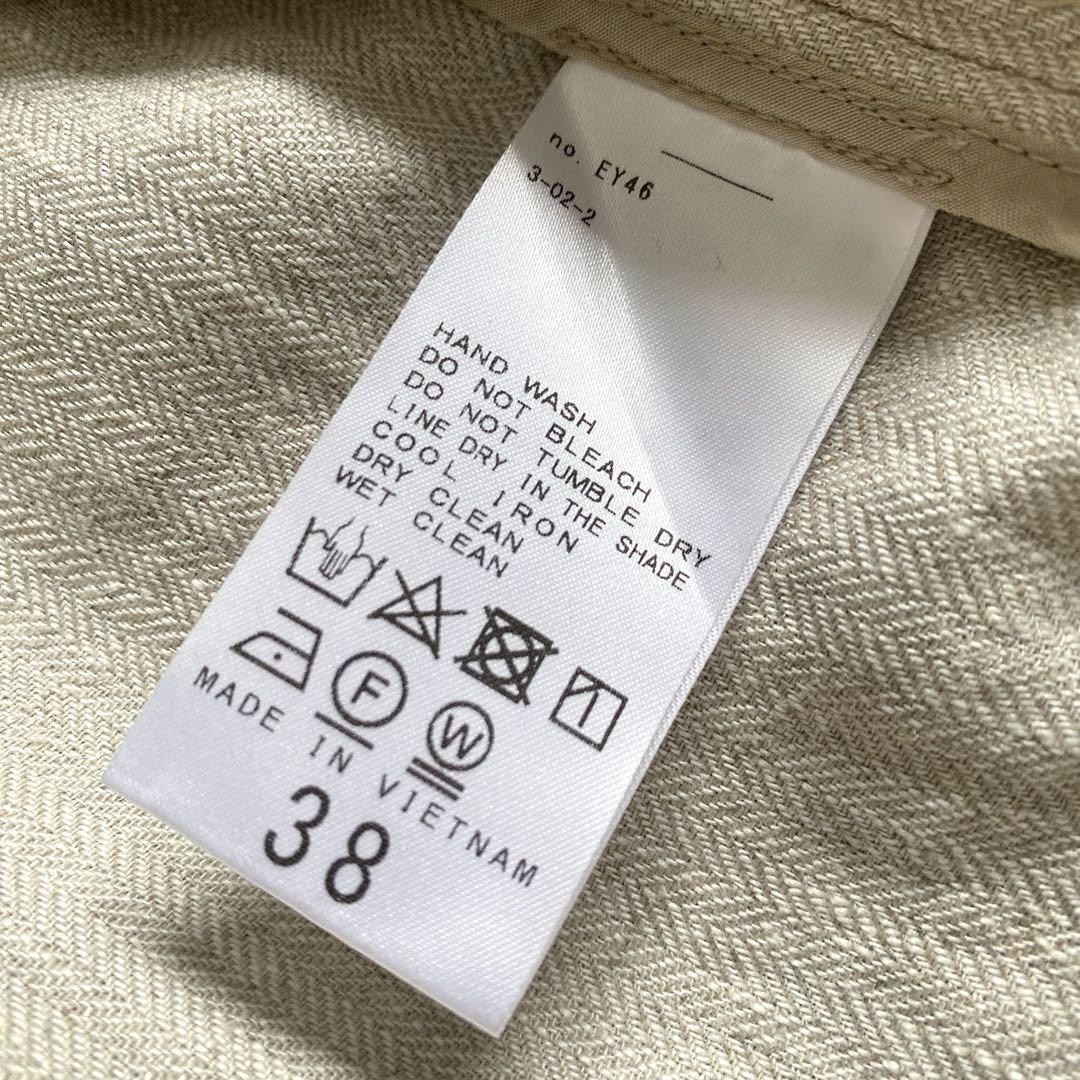 no. EY46
3-02-2
HAND WASH
DO NOT BLEACH
DO NOT TUMBLE DRY
LINE DRY IN THE SHADE
COOL IRON
DRY CLEAN
WET CLEAN
F
W
MADE IN VIETNAM
38